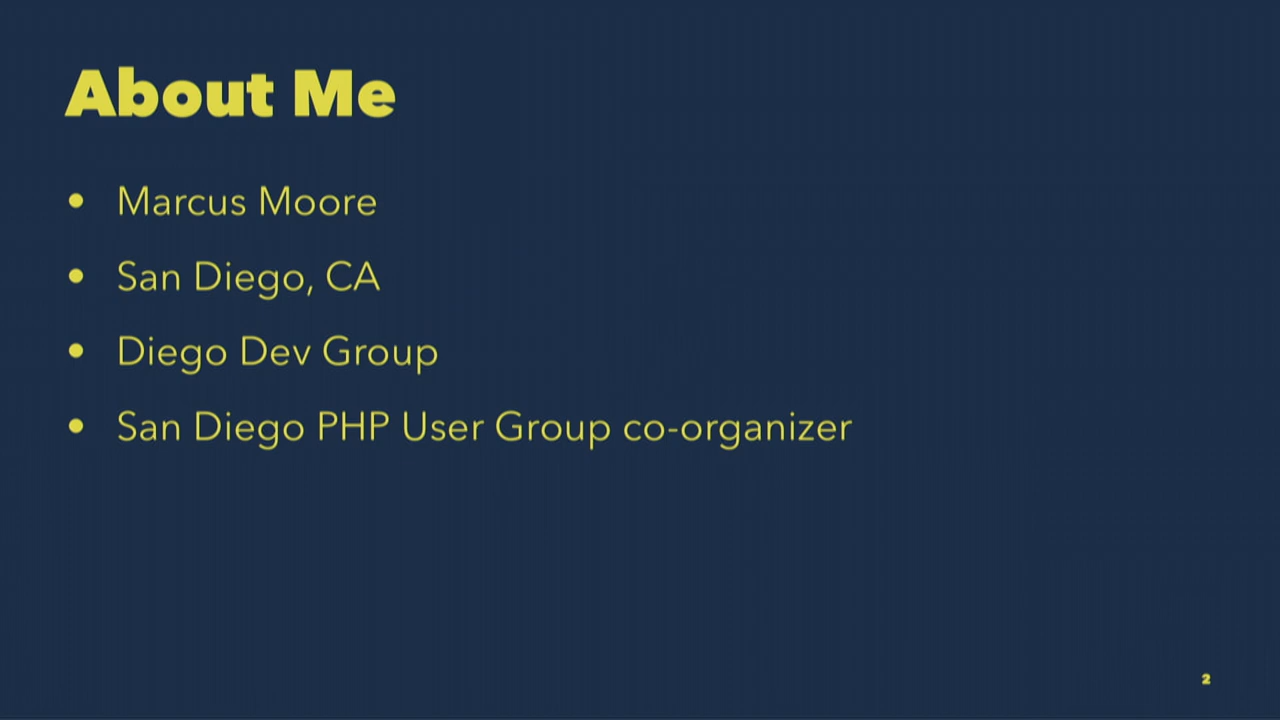 About Me
• Marcus Moore
• San Diego, CA
• Diego Dev Group
• San Diego PHP User Group co-organizer
2